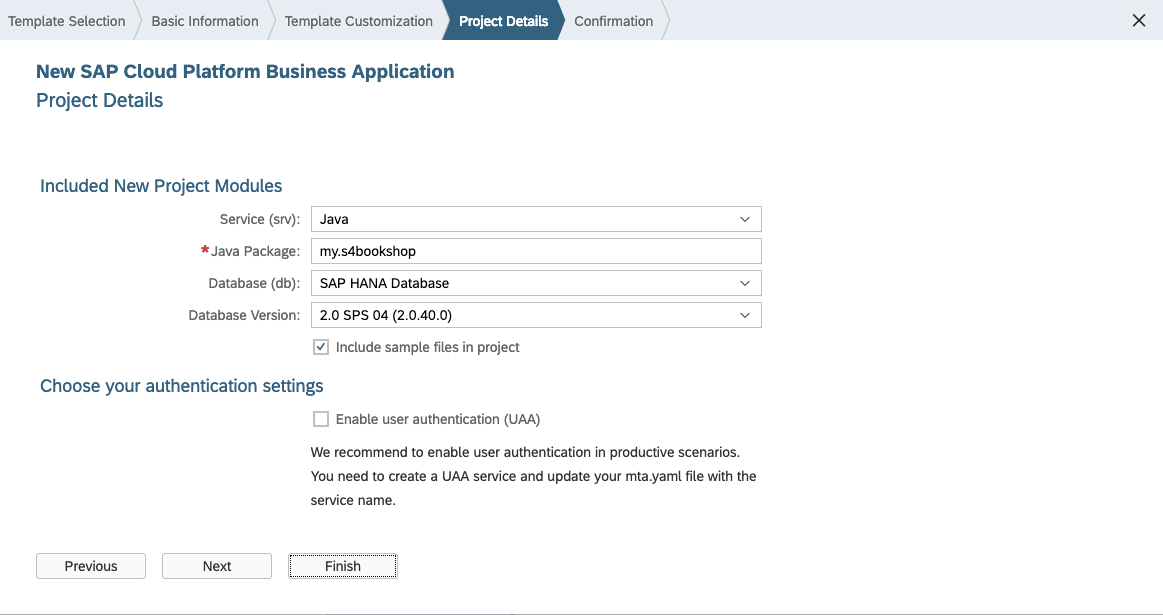 Template Selection
Basic Information
Template Customization
Project Details
Confirmation
New SAP Cloud Platform Business Application
Project Details
Included New Project Modules
Service (srv): Java
*Java Package: my.s4bookshop
Database (db): SAP HANA Database
Database Version: 2.0 SPS 04 (2.0.40.0)
Include sample files in project
Choose your authentication settings
Enable user authentication (UAA)
We recommend to enable user authentication in productive scenarios.
You need to create a UAA service and update your mta.yaml file with the
service name.
Previous
Next
Finish